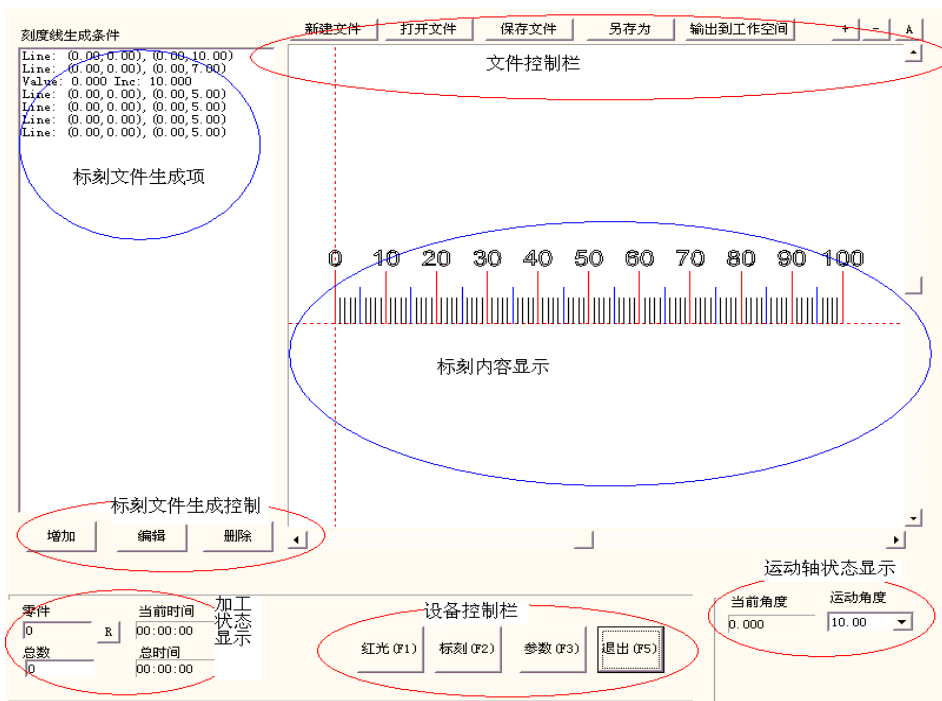 刻度线生成条件
新建文件 打开文件 保存文件 另存为 输出到工作空间 + - A
Line: (0.00,0.00), (0.00,10.00)
Line: (0.00,0.00), (0.00,7.00)
Value: 0.000 Inc: 10.000
Line: (0.00,0.00), (0.00,5.00)
Line: (0.00,0.00), (0.00,5.00)
Line: (0.00,0.00), (0.00,5.00)
Line: (0.00,0.00), (0.00,5.00)
文件控制栏
标刻文件生成项
0 10 20 30 40 50 60 70 80 90 100
标刻内容显示
标刻文件生成控制
增加 编辑 删除
运动轴状态显示
零件 当前时间
0 R 00:00:00
总数 总时间
0 00:00:00
加工
状态
显示
设备控制栏
红光(F1) 标刻(F2) 参数(F3) 退出(F5)
当前角度 运动角度
0.000 10.00